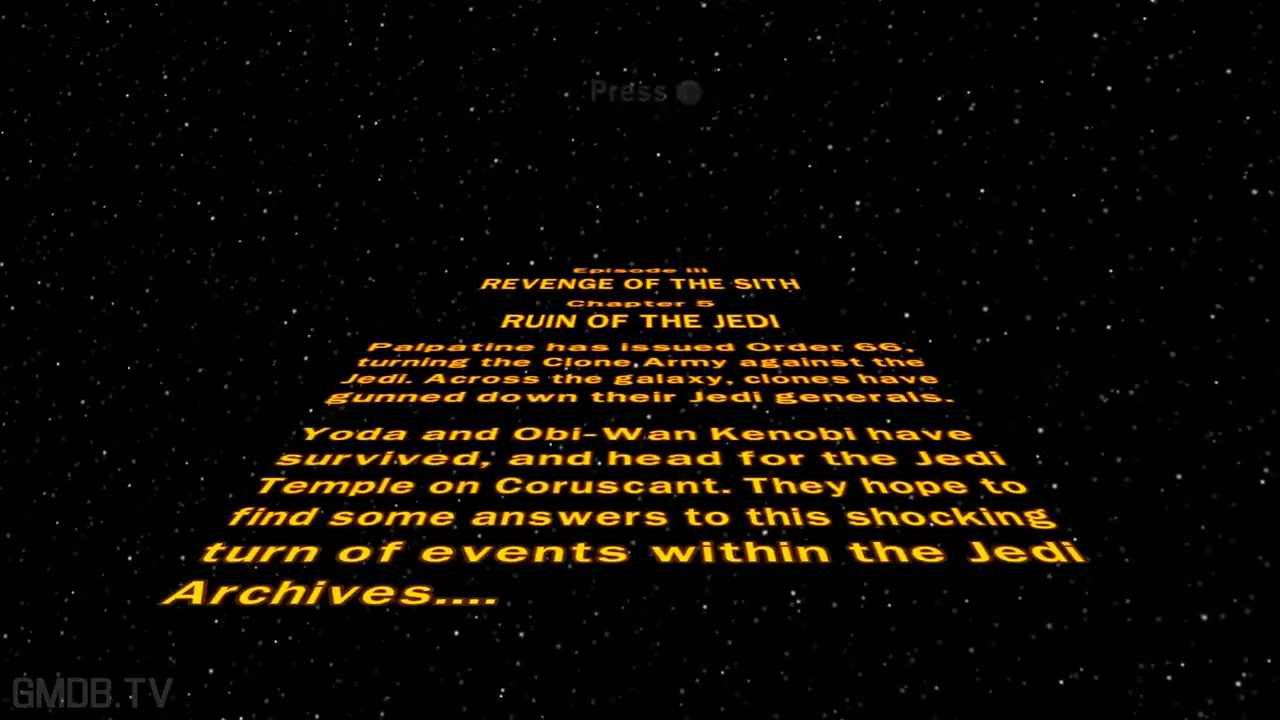 Press
Episode III
REVENGE OF THE SITH
Chapter 5
RUIN OF THE JEDI
Palpatine has issued Order 66,
turning the Clone Army against the
Jedi. Across the galaxy, clones have
gunned down their Jedi generals.
Yoda and Obi-Wan Kenobi have
survived, and head for the Jedi
Temple on Coruscant. They hope to
find some answers to this shocking
turn of events within the Jedi
Archives....
GMDB.TV